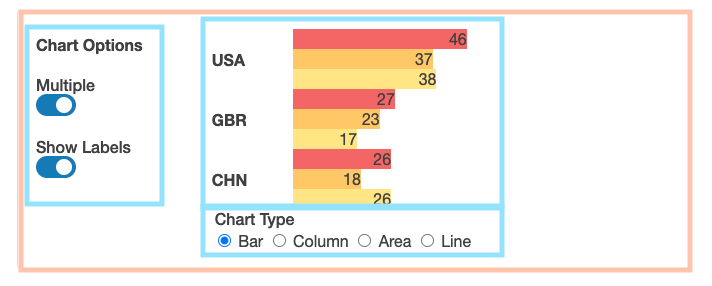 Chart Options
Multiple
Show Labels
46
USA 37
38
27
GBR 23
17
26
CHN 18
26
Chart Type
Bar Column Area Line